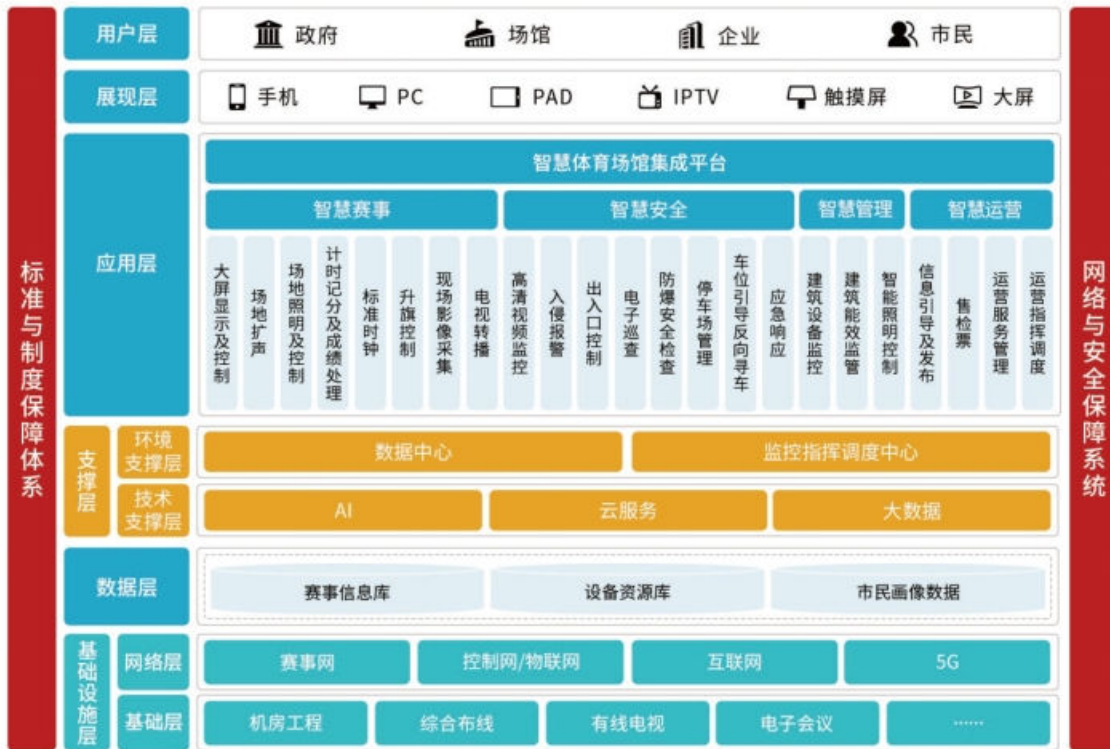 标准与制度保障体系
用户层
政府
场馆
企业
市民
展现层
手机
PC
PAD
IPTV
触摸屏
大屏
应用层
智慧体育场馆集成平台
智慧赛事
智慧安全
智慧管理
智慧运营
大屏显示及控制
场地扩声
场地照明及控制
计时记分及成绩处理
标准时钟
升旗控制
现场影像采集
电视转播
高清视频监控
入侵报警
出入口控制
电子巡查
防爆安全检查
停车场管理
车位引导反向寻车
应急响应
建筑设备监控
建筑能效监管
智能照明控制
信息引导及发布
售检票
运营服务管理
运营指挥调度
支撑层
环境
支撑层
数据中心
监控指挥调度中心
技术
支撑层
AI
云服务
大数据
数据层
赛事信息库
设备资源库
市民画像数据
基础设施层
网络层
赛事网
控制网/物联网
互联网
5G
基础层
机房工程
综合布线
有线电视
电子会议
......
网络与安全保障系统